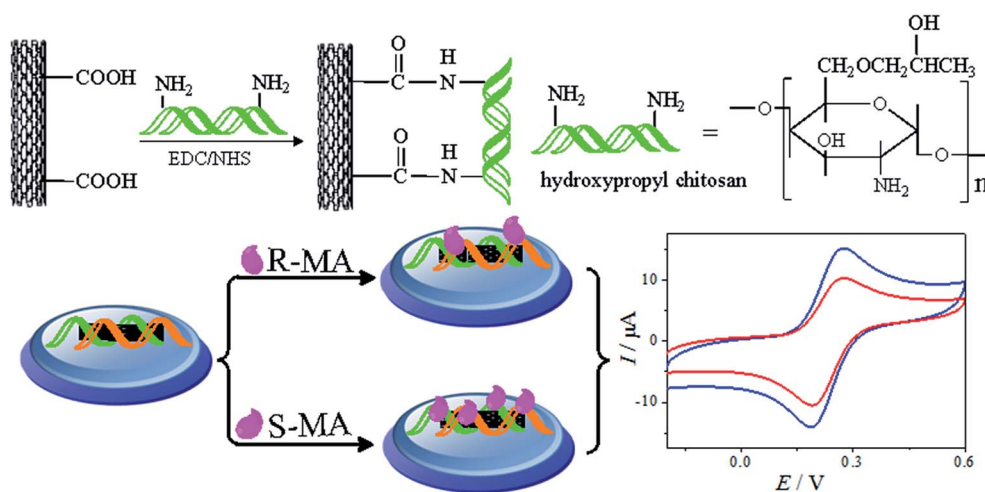 COOH
COOH
NH₂
NH₂
EDC/NHS
O
C
H
N
O
C
H
N
NH₂
NH₂
hydroxypropyl chitosan
=
OH
CH₂OCH₂CHCH₃
O
O
OH
NH₂
O
n
R-MA
S-MA
I / µA
10
0
-10
0.0
0.3
0.6
E / V